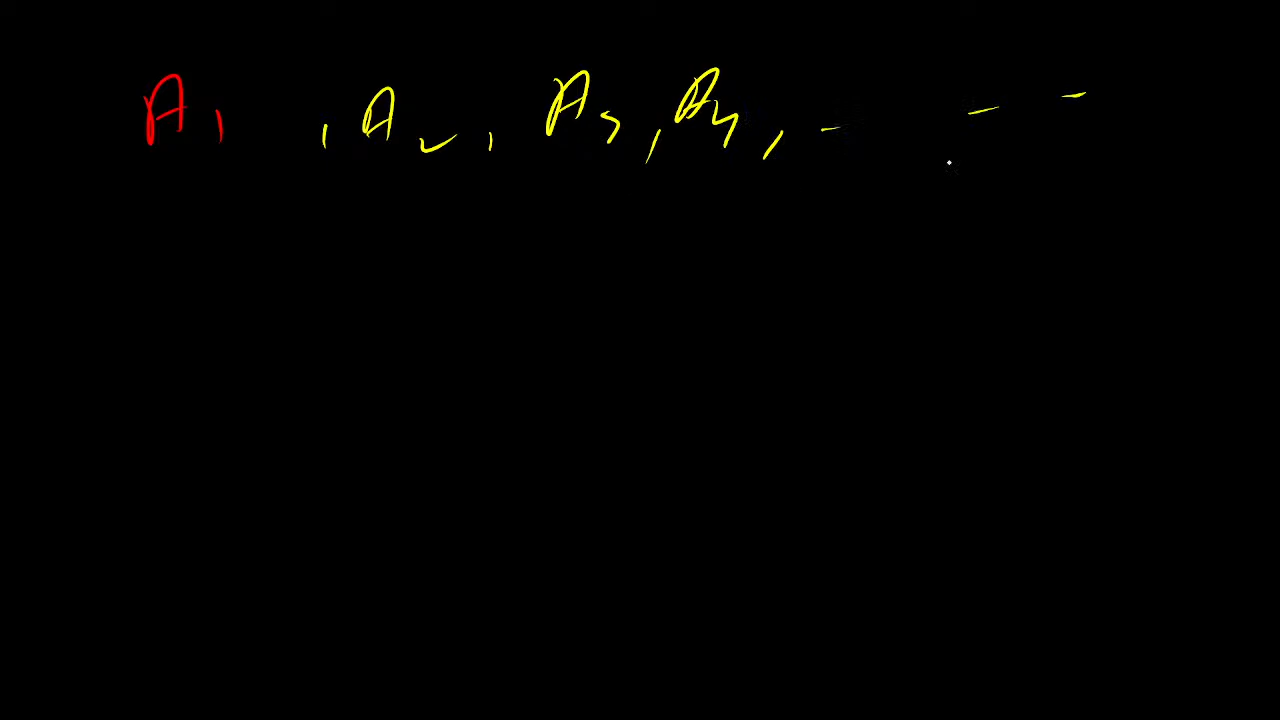 A₁, A₂, A₃, A₄, - - -